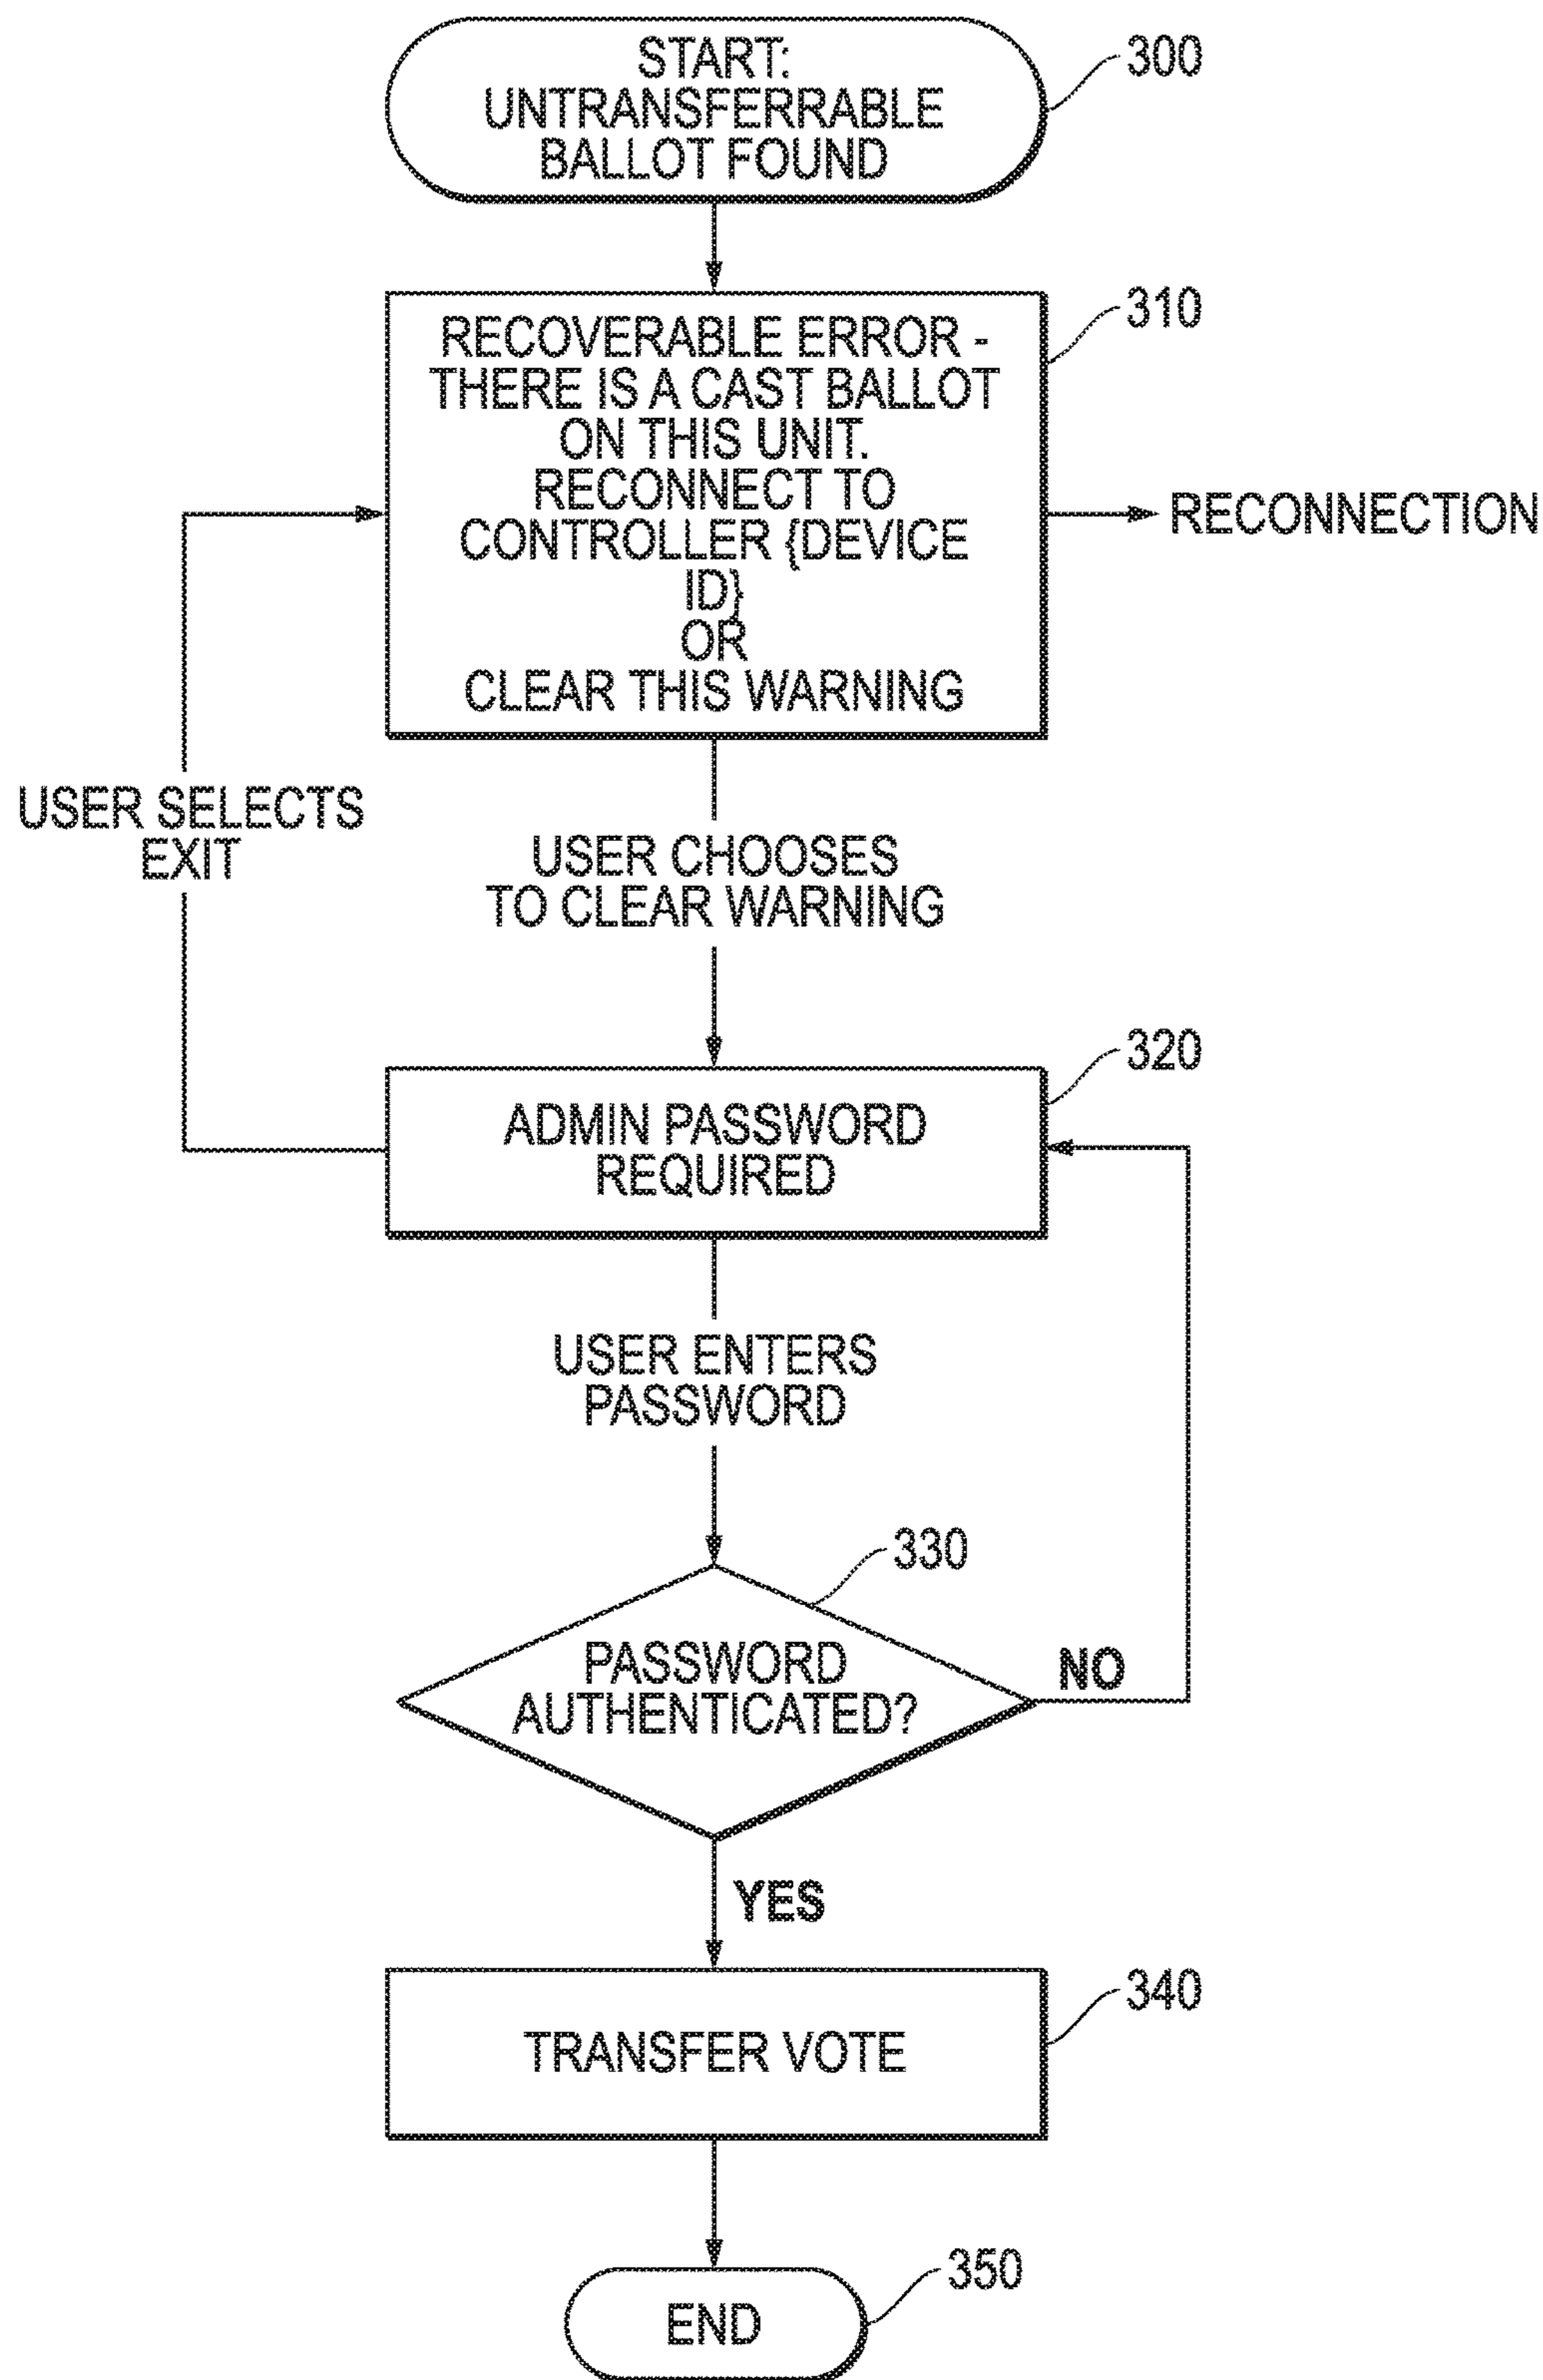 START:
UNTRANSFERRABLE
BALLOT FOUND
300
RECOVERABLE ERROR -
THERE IS A CAST BALLOT
ON THIS UNIT.
RECONNECT TO
CONTROLLER {DEVICE
ID}
OR
CLEAR THIS WARNING
310
RECONNECTION
USER SELECTS
EXIT
USER CHOOSES
TO CLEAR WARNING
ADMIN PASSWORD
REQUIRED
320
USER ENTERS
PASSWORD
330
PASSWORD
AUTHENTICATED?
NO
YES
TRANSFER VOTE
340
END
350